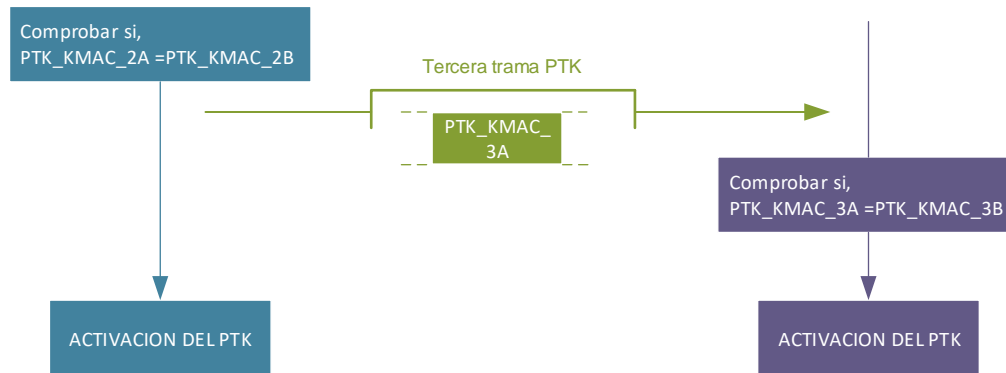 Comprobar si,
PTK_KMAC_2A =PTK_KMAC_2B
Tercera trama PTK
PTK_KMAC_
3A
Comprobar si,
PTK_KMAC_3A =PTK_KMAC_3B
ACTIVACION DEL PTK
ACTIVACION DEL PTK